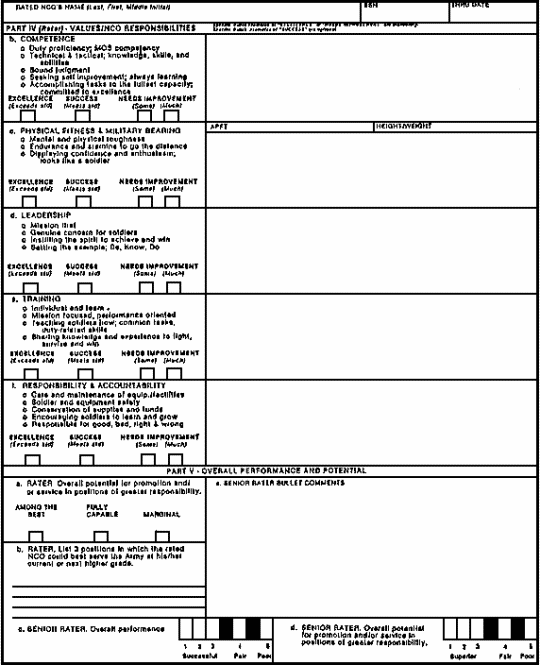 RATED NCO'S NAME (Last, First, Middle Initial)
SSN
THRU DATE
PART IV (Rater) - VALUES/NCO RESPONSIBILITIES
b. COMPETENCE
o Duty proficiency; MOS competency
o Technical & tactical; knowledge, skills, and
abilities
o Sound judgment
o Seeking self improvement; always learning
o Accomplishing tasks to the fullest capacity;
committed to excellence
EXCELLENCE SUCCESS NEEDS IMPROVEMENT
(Exceeds std) (Meets std) (Some) (Much)
c. PHYSICAL FITNESS & MILITARY BEARING
APFT
HEIGHT/WEIGHT
o Mental and physical toughness
o Endurance and stamina to go the distance
o Displaying confidence and enthusiasm;
looks like a soldier
EXCELLENCE SUCCESS NEEDS IMPROVEMENT
(Exceeds std) (Meets std) (Some) (Much)
d. LEADERSHIP
o Mission first
o Genuine concern for soldiers
o Instilling the spirit to achieve and win
o Setting the example; Be, Know, Do
EXCELLENCE SUCCESS NEEDS IMPROVEMENT
(Exceeds std) (Meets std) (Some) (Much)
e. TRAINING
o Individual and team
o Mission focused, performance oriented
o Teaching soldiers how; common tasks,
duty-related skills
o Sharing knowledge and experience to fight,
survive and win
EXCELLENCE SUCCESS NEEDS IMPROVEMENT
(Exceeds std) (Meets std) (Some) (Much)
f. RESPONSIBILITY & ACCOUNTABILITY
o Care and maintenance of equip./facilities
o Soldier and equipment safety
o Conservation of supplies and funds
o Encouraging soldiers to learn and grow
o Responsible for good, bad, right & wrong
EXCELLENCE SUCCESS NEEDS IMPROVEMENT
(Exceeds std) (Meets std) (Some) (Much)
PART V - OVERALL PERFORMANCE AND POTENTIAL
a. RATER. Overall potential for promotion and/
or service in positions of greater responsibility.
AMONG THE FULLY
BEST CAPABLE MARGINAL
e. SENIOR RATER BULLET COMMENTS
b. RATER. List 3 positions in which the rated
NCO could best serve the Army at his/her
current or next higher grade.
c. SENIOR RATER. Overall performance
1 2 3 4 5
Successful Fair Poor
d. SENIOR RATER. Overall potential
for promotion and/or service in
positions of greater responsibility.
1 2 3 4 5
Superior Fair Poor